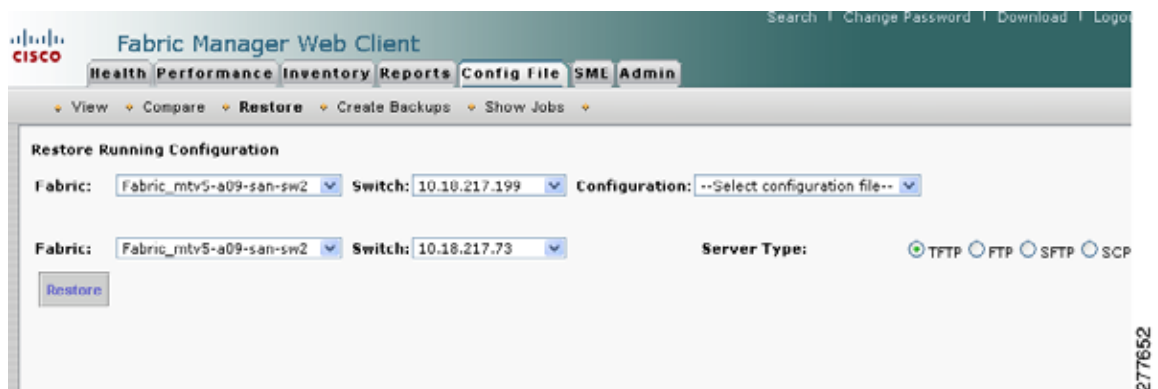 Search | Change Password | Download |
CISCO Fabric Manager Web Client
Health Performance Inventory Reports Config File SME Admin
View Compare Restore Create Backups Show Jobs
Restore Running Configuration
Fabric: Fabric_mtv5-a09-san-sw2 Switch: 10.18.217.199 Configuration: --Select configuration file--
Fabric: Fabric_mtv5-a09-san-sw2 Switch: 10.18.217.73 Server Type: TFTP FTP SFTP SCP
Restore
277652